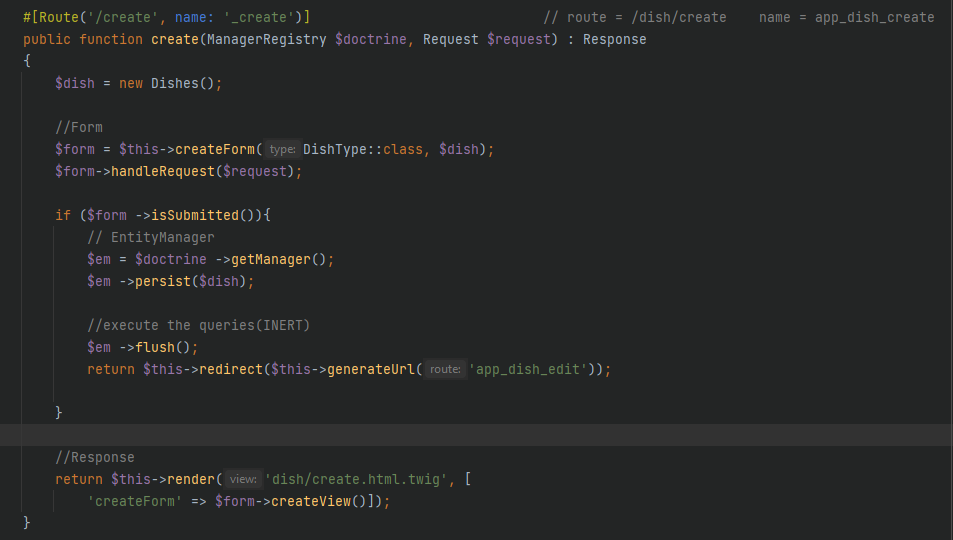 #[Route('/create', name: '_create')] // route = /dish/create name = app_dish_create
public function create(ManagerRegistry $doctrine, Request $request) : Response
{
$dish = new Dishes();
//Form
$form = $this->createForm( type: DishType::class, $dish);
$form->handleRequest($request);
if ($form ->isSubmitted()){
// EntityManager
$em = $doctrine ->getManager();
$em ->persist($dish);
//execute the queries(INERT)
$em ->flush();
return $this->redirect($this->generateUrl( route: 'app_dish_edit'));
}
//Response
return $this->render( view: 'dish/create.html.twig', [
'createForm' => $form->createView()]);
}